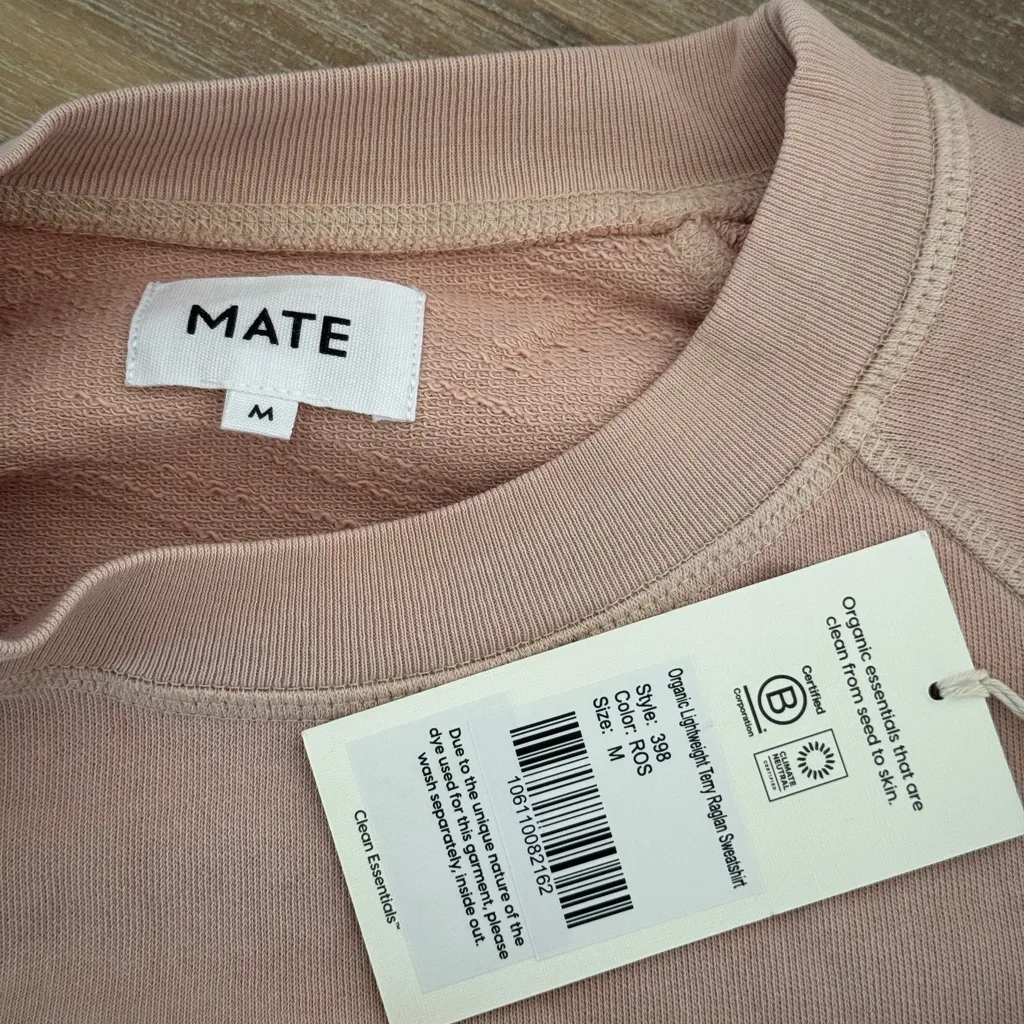 MATE
M
Organic essentials that are
clean from seed to skin.
Certified
B
Corporation
CLIMATE
NEUTRAL
CERTIFIED
Organic Lightweight Terry Raglan Sweatshirt
Style: 398
Color: ROS
Size: M
106110082162
Due to the unique nature of the
dye used for this garment, please
wash separately, inside out.
Clean Essentials™